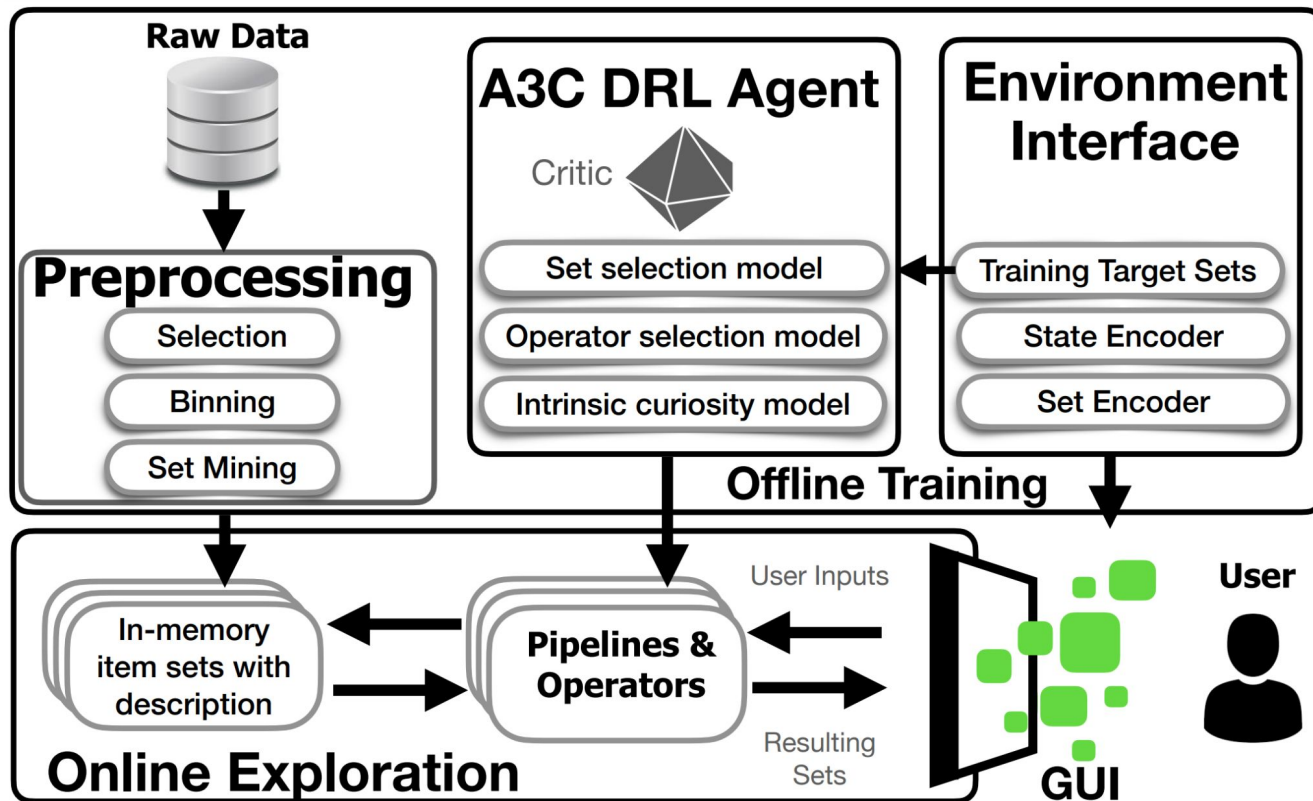 Raw Data
Preprocessing
Selection
Binning
Set Mining
A3C DRL Agent
Critic
Set selection model
Operator selection model
Intrinsic curiosity model
Environment
Interface
Training Target Sets
State Encoder
Set Encoder
Offline Training
In-memory
item sets with
description
Pipelines &
Operators
User Inputs
Resulting
Sets
User
GUI
Online Exploration